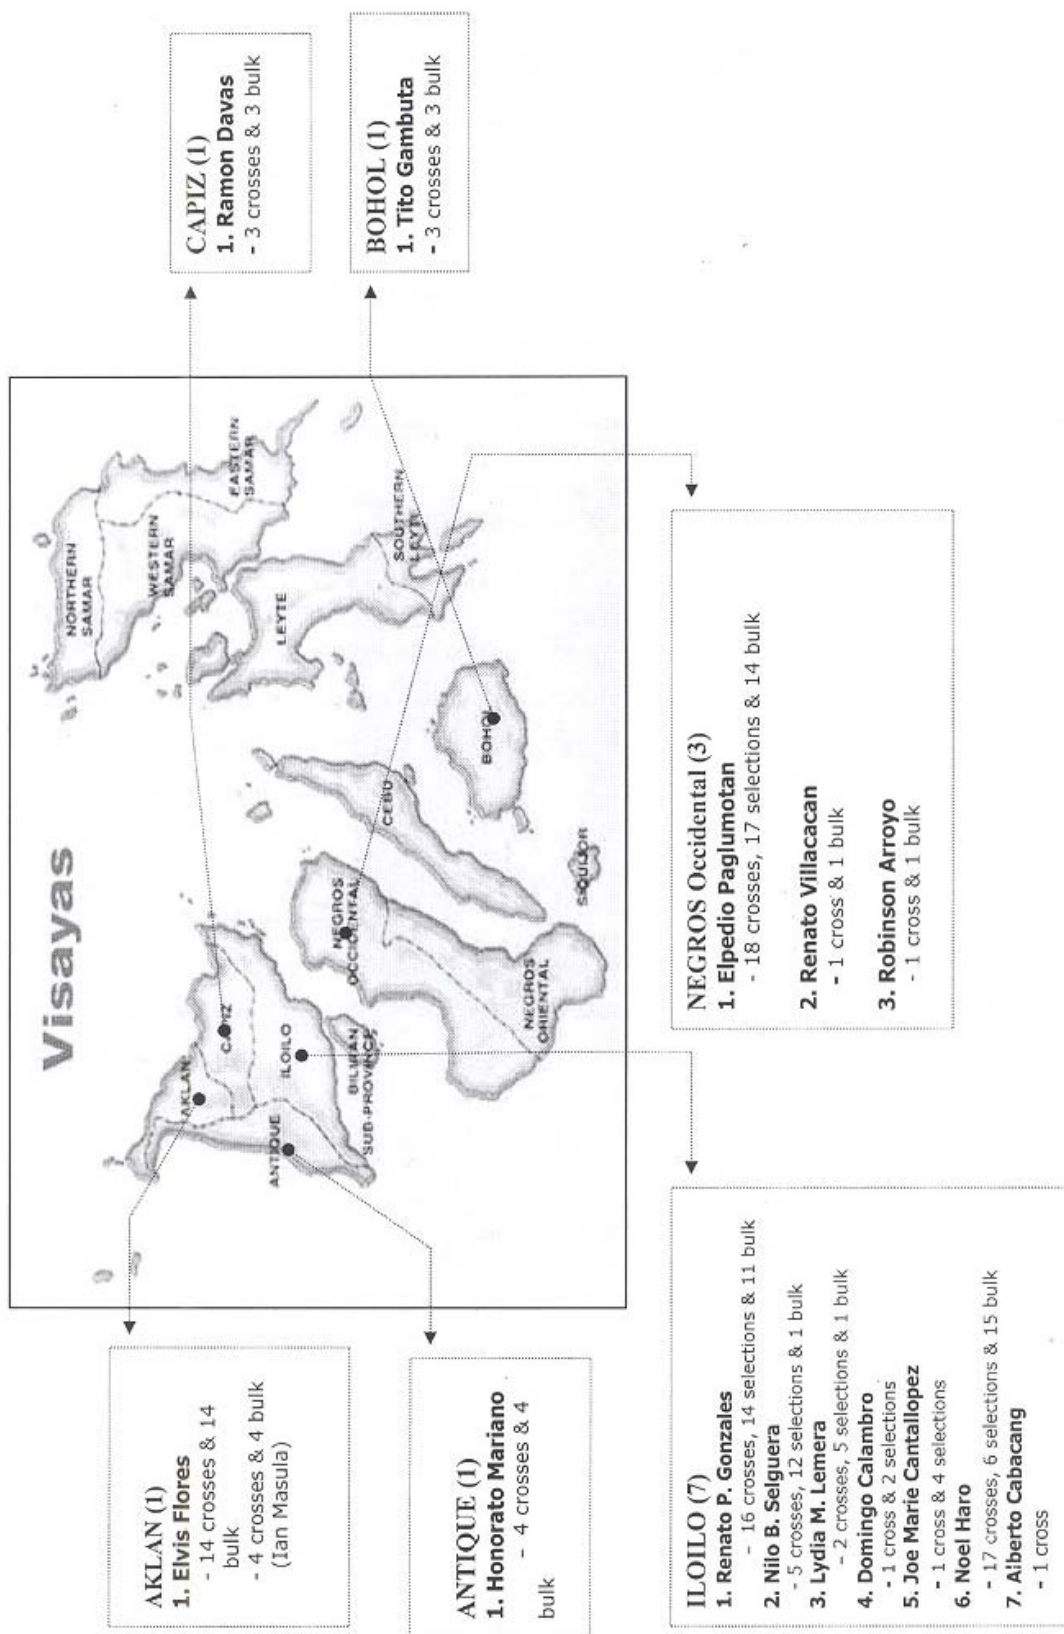 Visayas
AKLAN (1)
1. Elvis Flores
- 14 crosses & 14
bulk
- 4 crosses & 4 bulk
(Ian Masula)
ANTIQUE (1)
1. Honorato Mariano
- 4 crosses & 4
bulk
ILOILO (7)
1. Renato P. Gonzales
- 16 crosses, 14 selections & 11 bulk
2. Nilo B. Selguera
- 5 crosses, 12 selections & 1 bulk
3. Lydia M. Lemera
- 2 crosses, 5 selections & 1 bulk
4. Domingo Calambro
- 1 cross & 2 selections
5. Joe Marie Cantallopez
- 1 cross & 4 selections
6. Noel Haro
- 17 crosses, 6 selections & 15 bulk
7. Alberto Cabacang
- 1 cross
NEGROS Occidental (3)
1. Elpedio Paglumotan
- 18 crosses, 17 selections & 14 bulk
2. Renato Villacacan
- 1 cross & 1 bulk
3. Robinson Arroyo
- 1 cross & 1 bulk
CAPIZ (1)
1. Ramon Davas
- 3 crosses & 3 bulk
BOHOL (1)
1. Tito Gambuta
- 3 crosses & 3 bulk
AKLAN
CAPIZ
ANTIQUE
ILOILO
BILIRAN
SUB-PROVINCE
NEGROS
OCCIDENTAL
NEGROS
ORIENTAL
CEBU
SIQUIJOR
BOHOL
LEYTE
SOUTHERN
LEYTE
NORTHERN
SAMAR
WESTERN
SAMAR
EASTERN
SAMAR